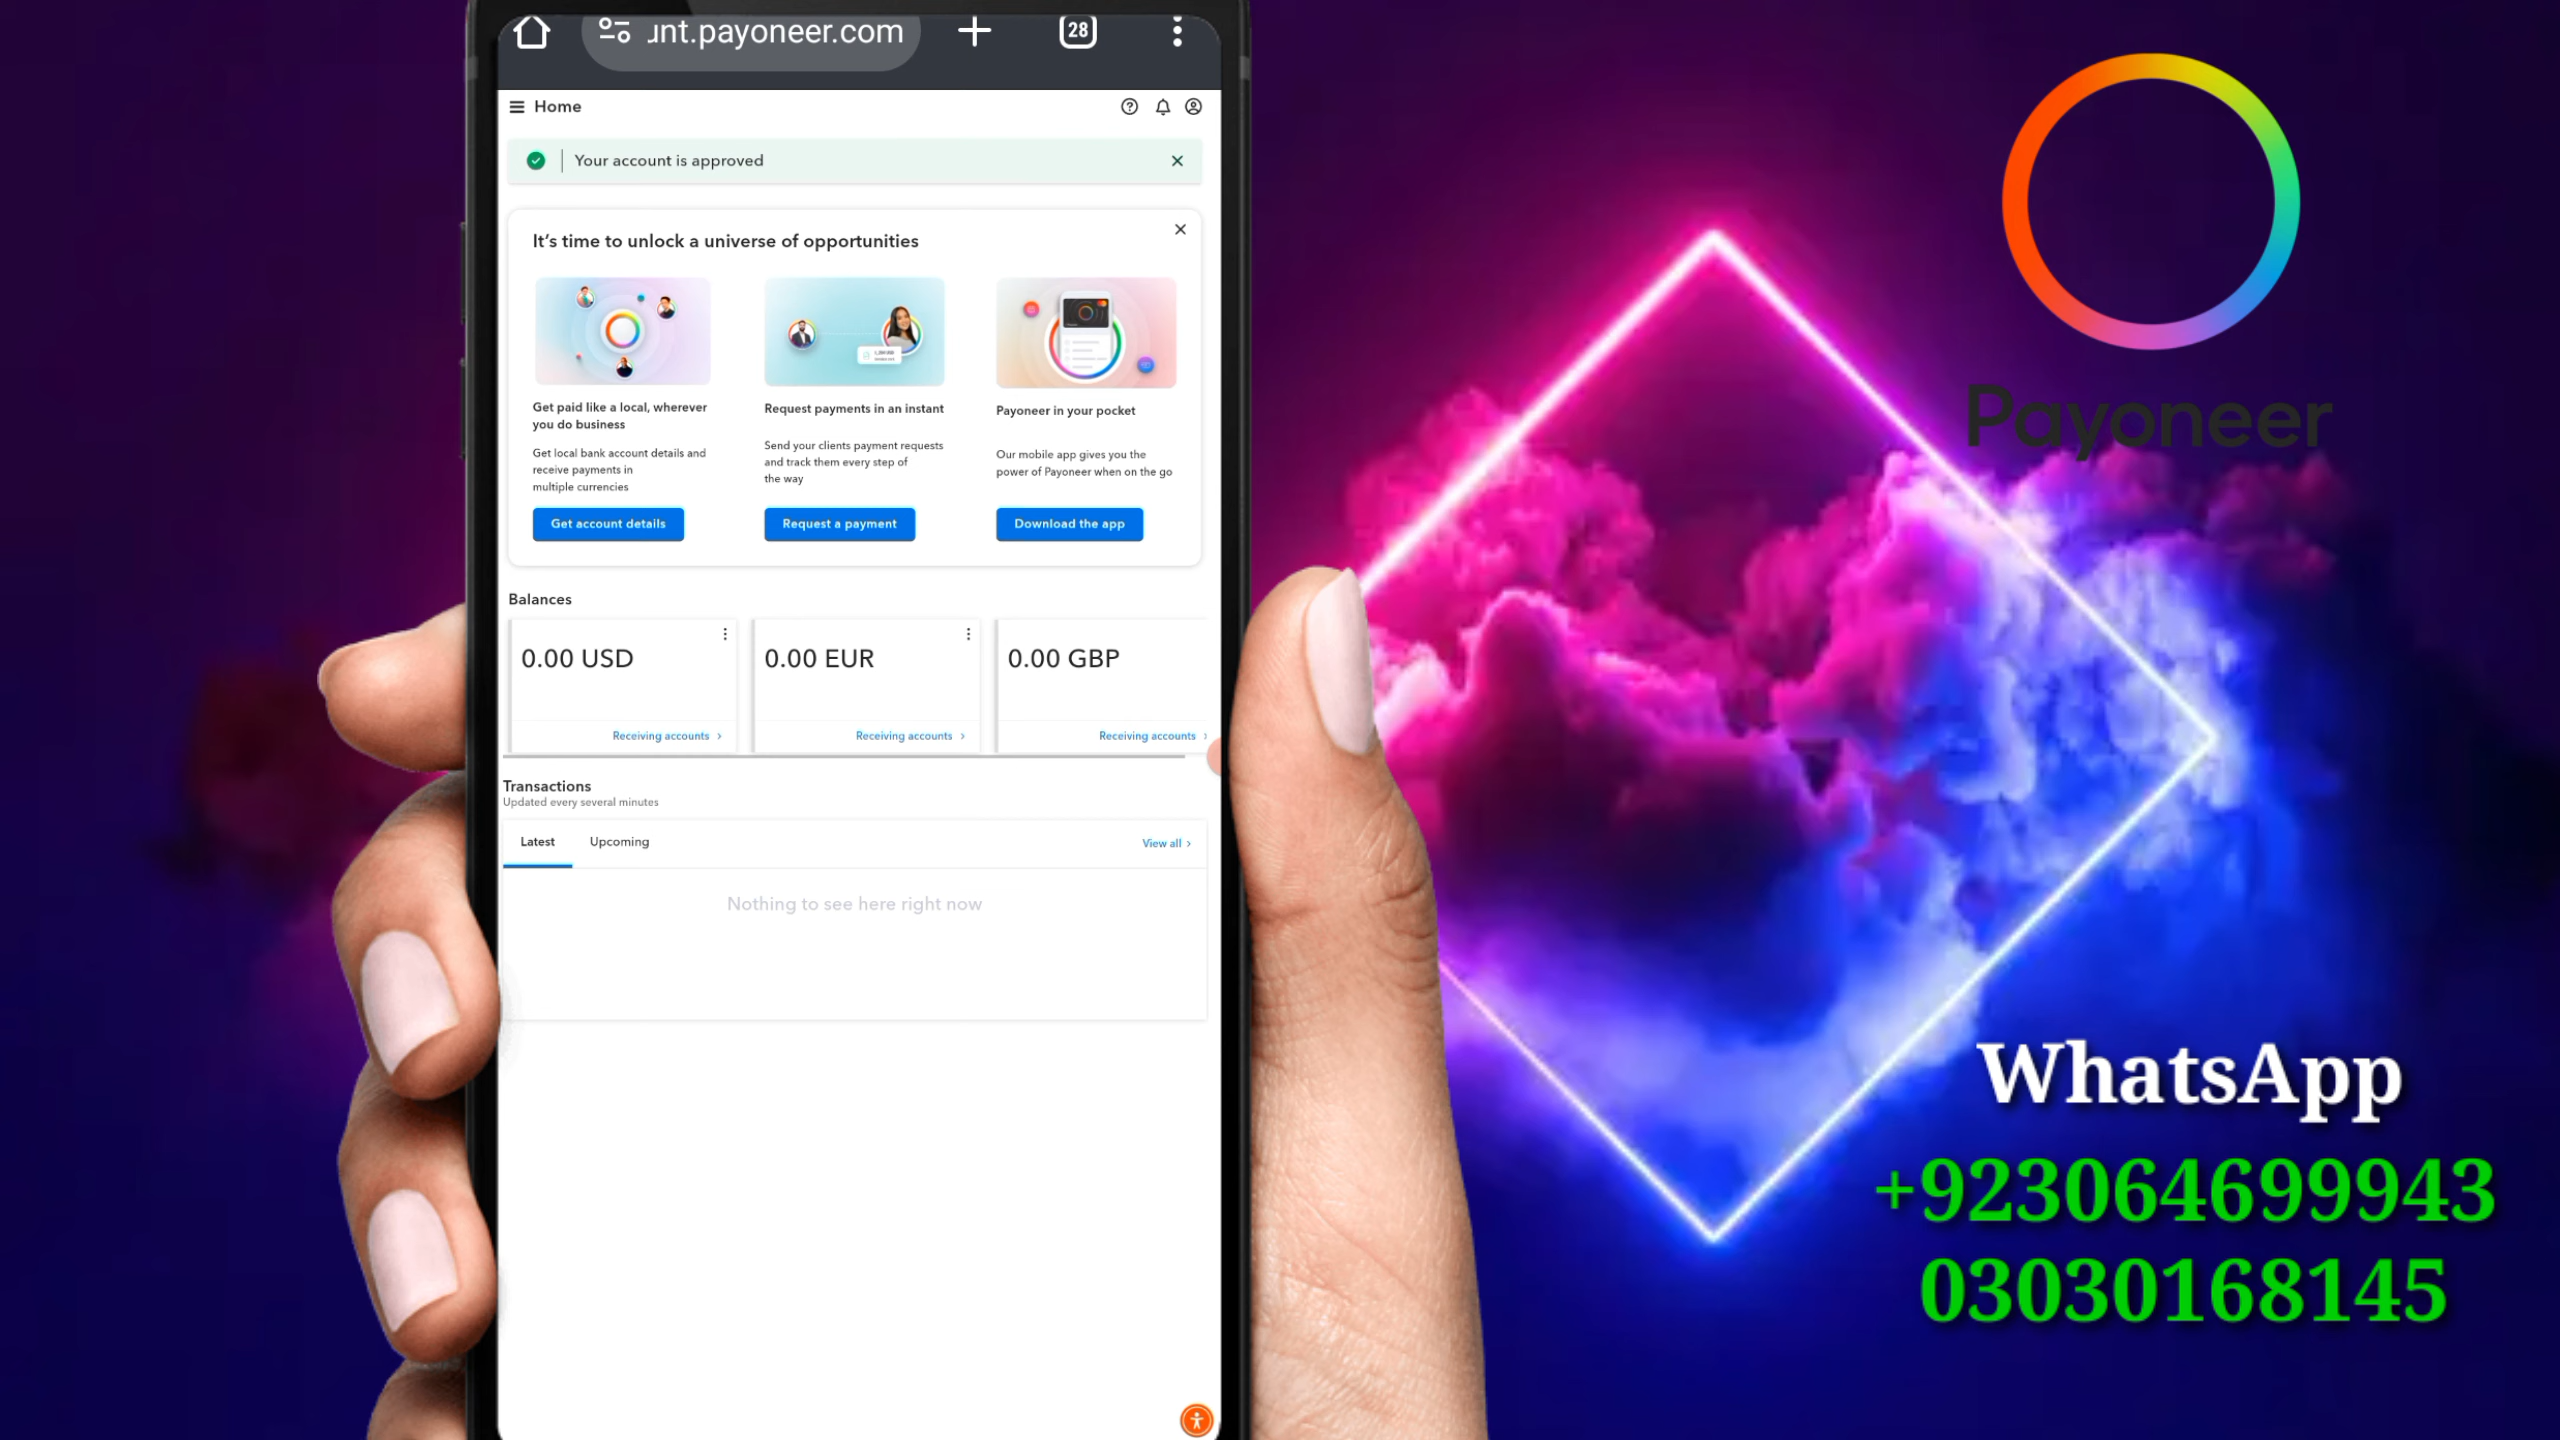 unt.payoneer.com
28
Home
Your account is approved
It's time to unlock a universe of opportunities
Get paid like a local, wherever
you do business
Get local bank account details and
receive payments in
multiple currencies
Get account details
Request payments in an instant
Send your clients payment requests
and track them every step of
the way
Request a payment
Payoneer in your pocket
Our mobile app gives you the
power of Payoneer when on the go
Download the app
Balances
0.00 USD
0.00 EUR
0.00 GBP
Receiving accounts
Receiving accounts
Receiving accounts
Transactions
Updated every several minutes
Latest
Upcoming
View all
Nothing to see here right now
Payoneer
WhatsApp
+923064699943
03030168145